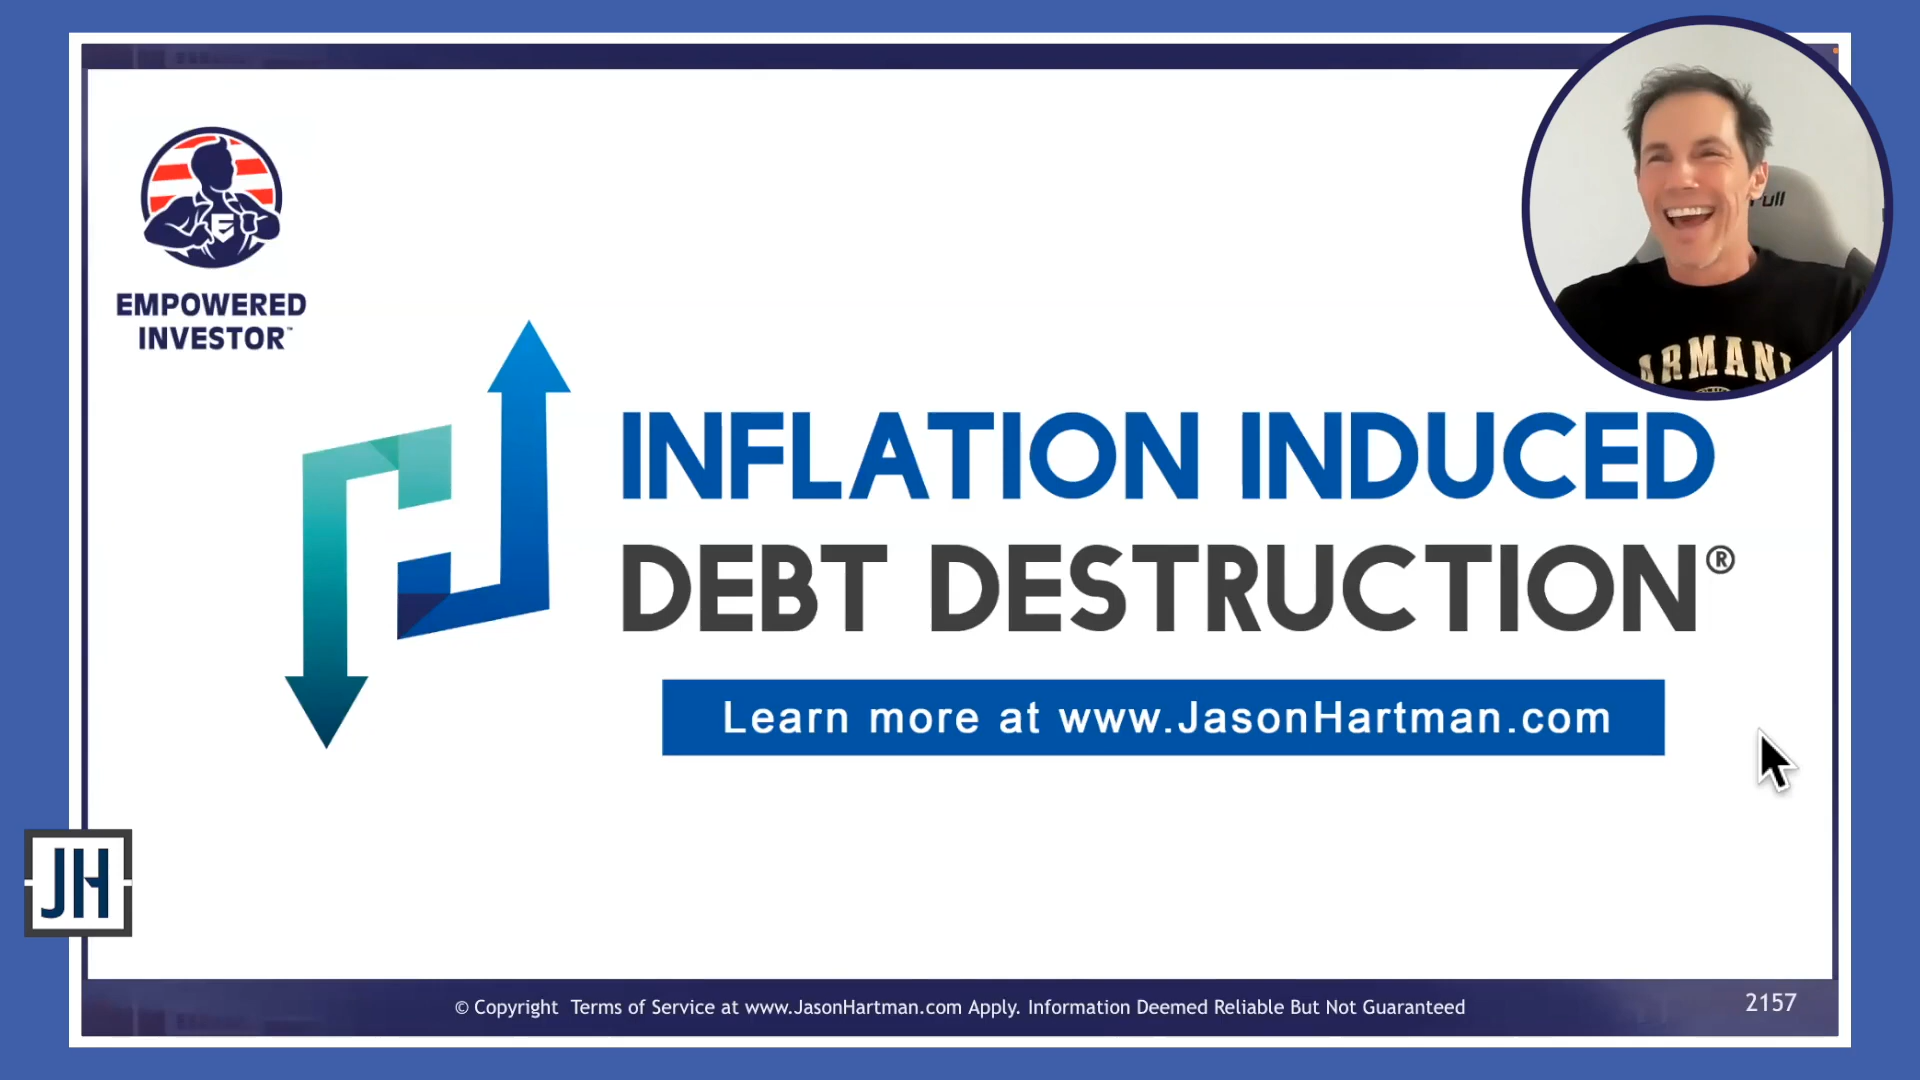 EMPOWERED
INVESTOR™
ARMANI
INFLATION INDUCED
DEBT DESTRUCTION®
Learn more at www.JasonHartman.com
JH
© Copyright Terms of Service at www.JasonHartman.com Apply. Information Deemed Reliable But Not Guaranteed
2157